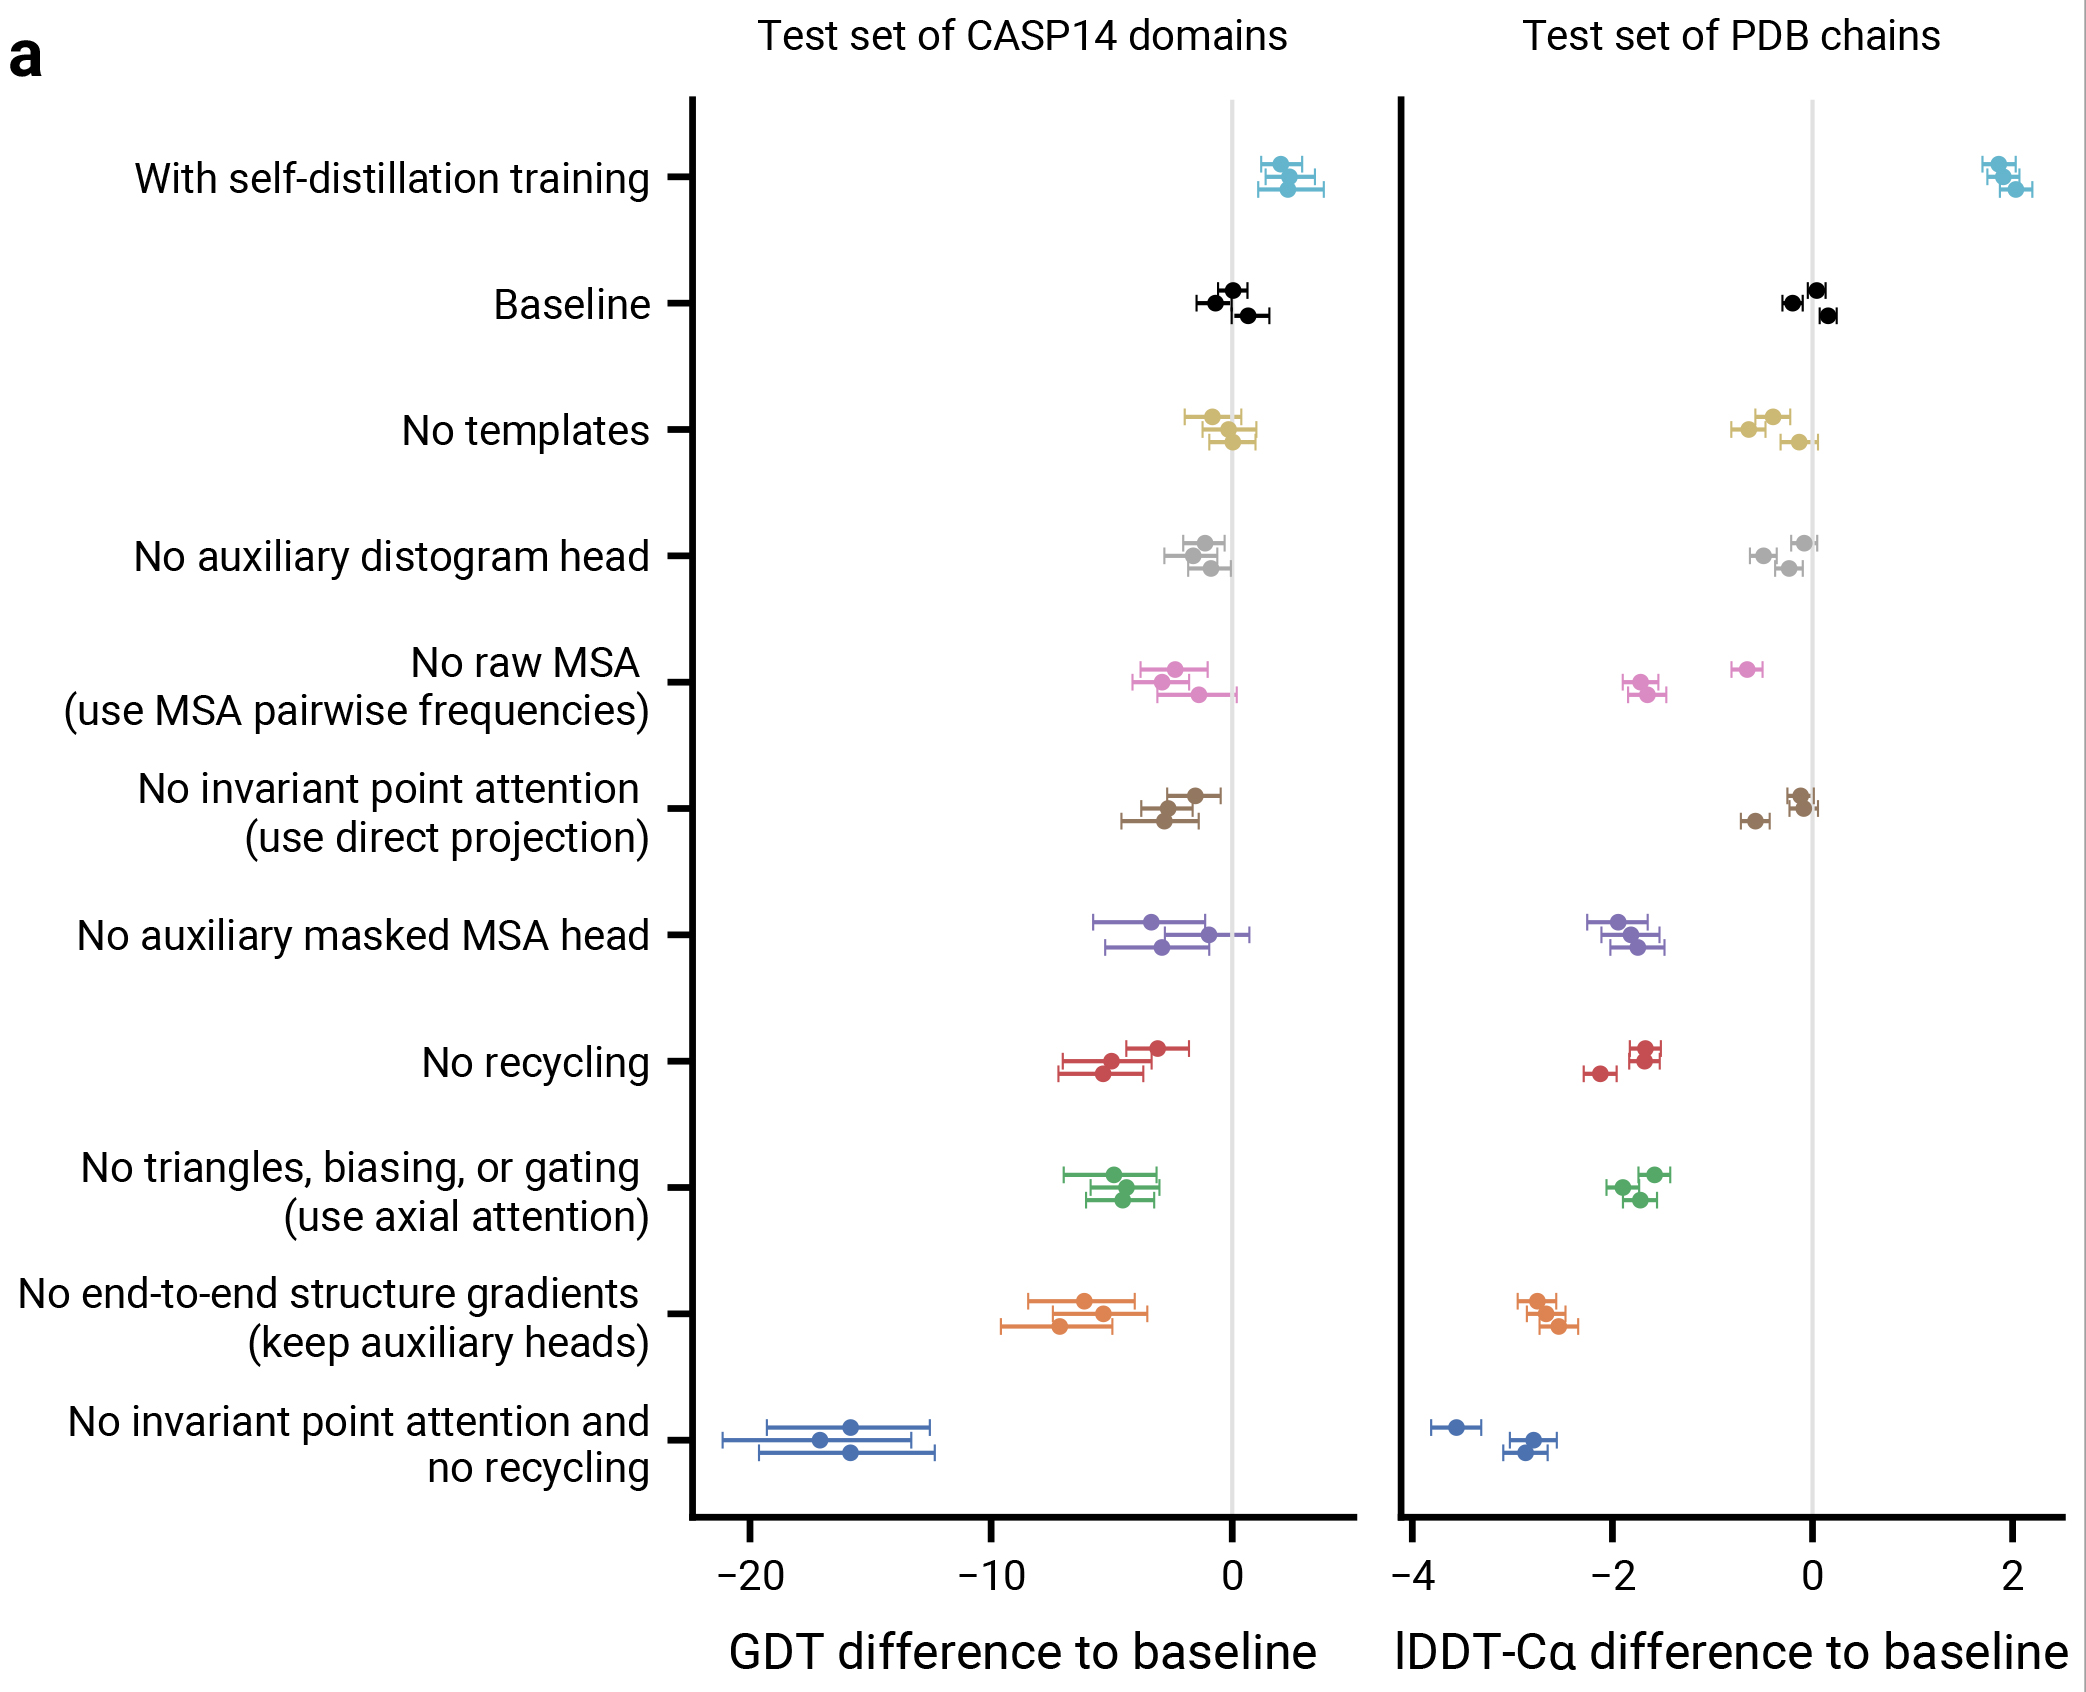 a
Test set of CASP14 domains
Test set of PDB chains
With self-distillation training
Baseline
No templates
No auxiliary distogram head
No raw MSA
(use MSA pairwise frequencies)
No invariant point attention
(use direct projection)
No auxiliary masked MSA head
No recycling
No triangles, biasing, or gating
(use axial attention)
No end-to-end structure gradients
(keep auxiliary heads)
No invariant point attention and
no recycling
−20 −10 0
−4 −2 0 2
GDT difference to baseline
lDDT-Cα difference to baseline